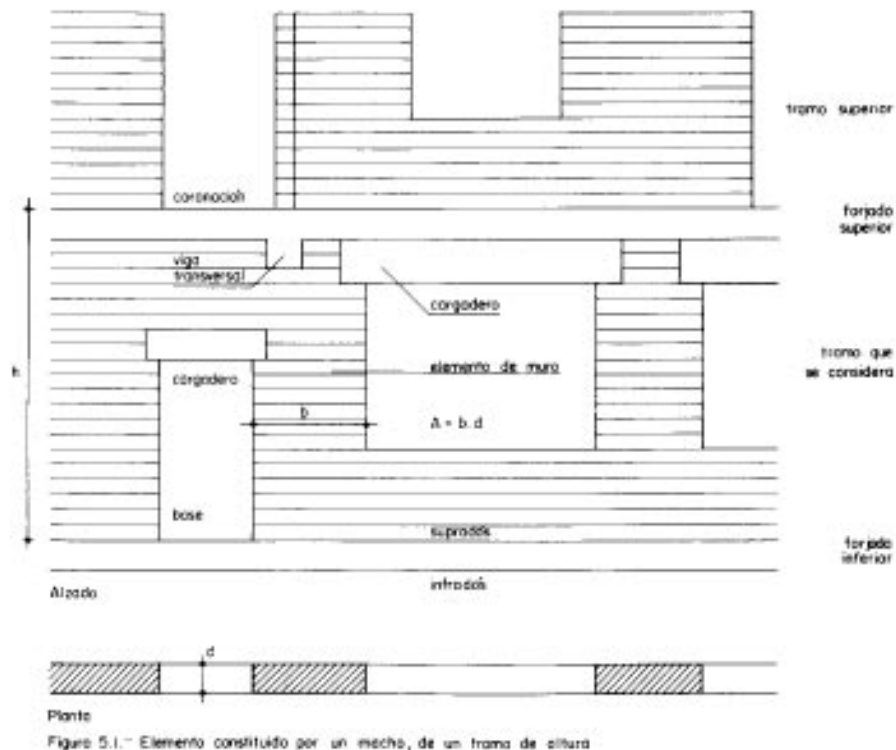 tramo superior
coronación
forjado
superior
viga
transversal
cargadero
h
tramo que
se considera
cargadero
elemento de muro
b
A = b.d
base
supradós
forjado
inferior
intradós
Alzado
d
Planta
Figura 5.1.- Elemento constituido por un macho, de un tramo de altura